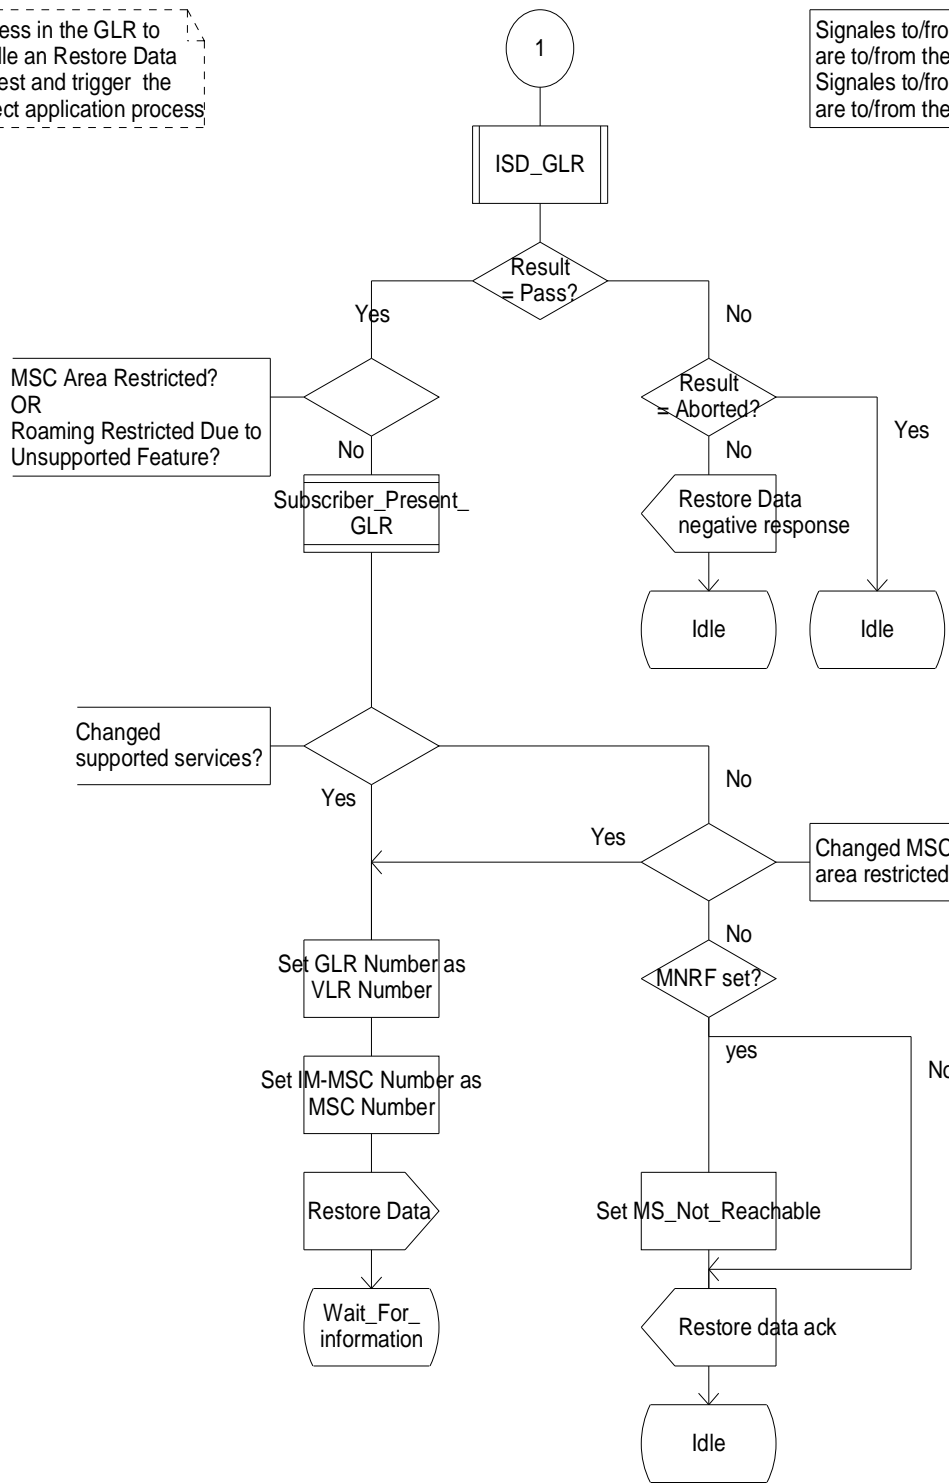 ess in the GLR to
lle an Restore Data
est and trigger the
ect application process
1
Signales to/fro
are to/from the
Signales to/fro
are to/from the
ISD_GLR
Result
= Pass?
Yes
No
MSC Area Restricted?
OR
Roaming Restricted Due to
Unsupported Feature?
Result
= Aborted?
Yes
No
No
Subscriber_Present_
GLR
Restore Data
negative response
Idle
Idle
Changed
supported services?
Yes
No
Yes
Changed MSC
area restricted
No
Set GLR Number as
VLR Number
MNRF set?
yes
No
Set IM-MSC Number as
MSC Number
Restore Data
Set MS_Not_Reachable
Wait_For_
information
Restore data ack
Idle